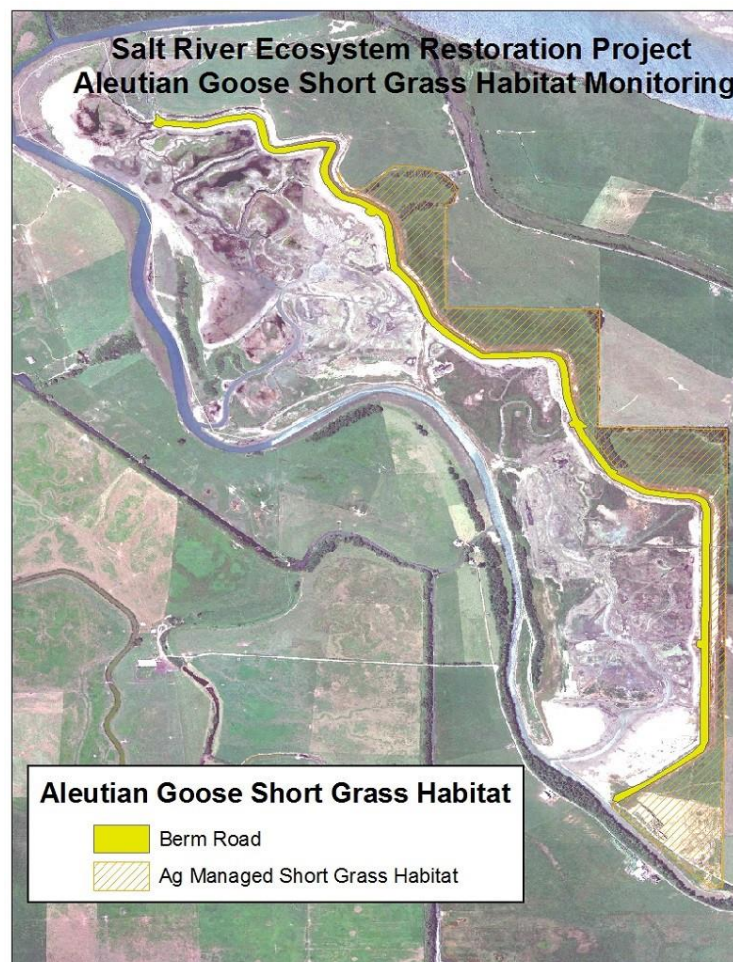 Salt River Ecosystem Restoration Project
Aleutian Goose Short Grass Habitat Monitoring
Aleutian Goose Short Grass Habitat
Berm Road
Ag Managed Short Grass Habitat